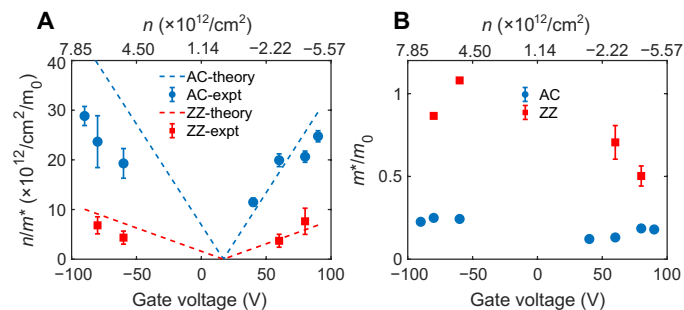 A
n (×10¹²/cm²)
7.85 4.50 1.14 −2.22 −5.57
40
30
20
10
0
n/m* (×10¹²/cm²/m₀)
AC-theory
AC-expt
ZZ-theory
ZZ-expt
−100 −50 0 50 100
Gate voltage (V)
B
n (×10¹²/cm²)
7.85 4.50 1.14 −2.22 −5.57
1
0.5
0
m*/m₀
AC
ZZ
−100 −50 0 50 100
Gate voltage (V)